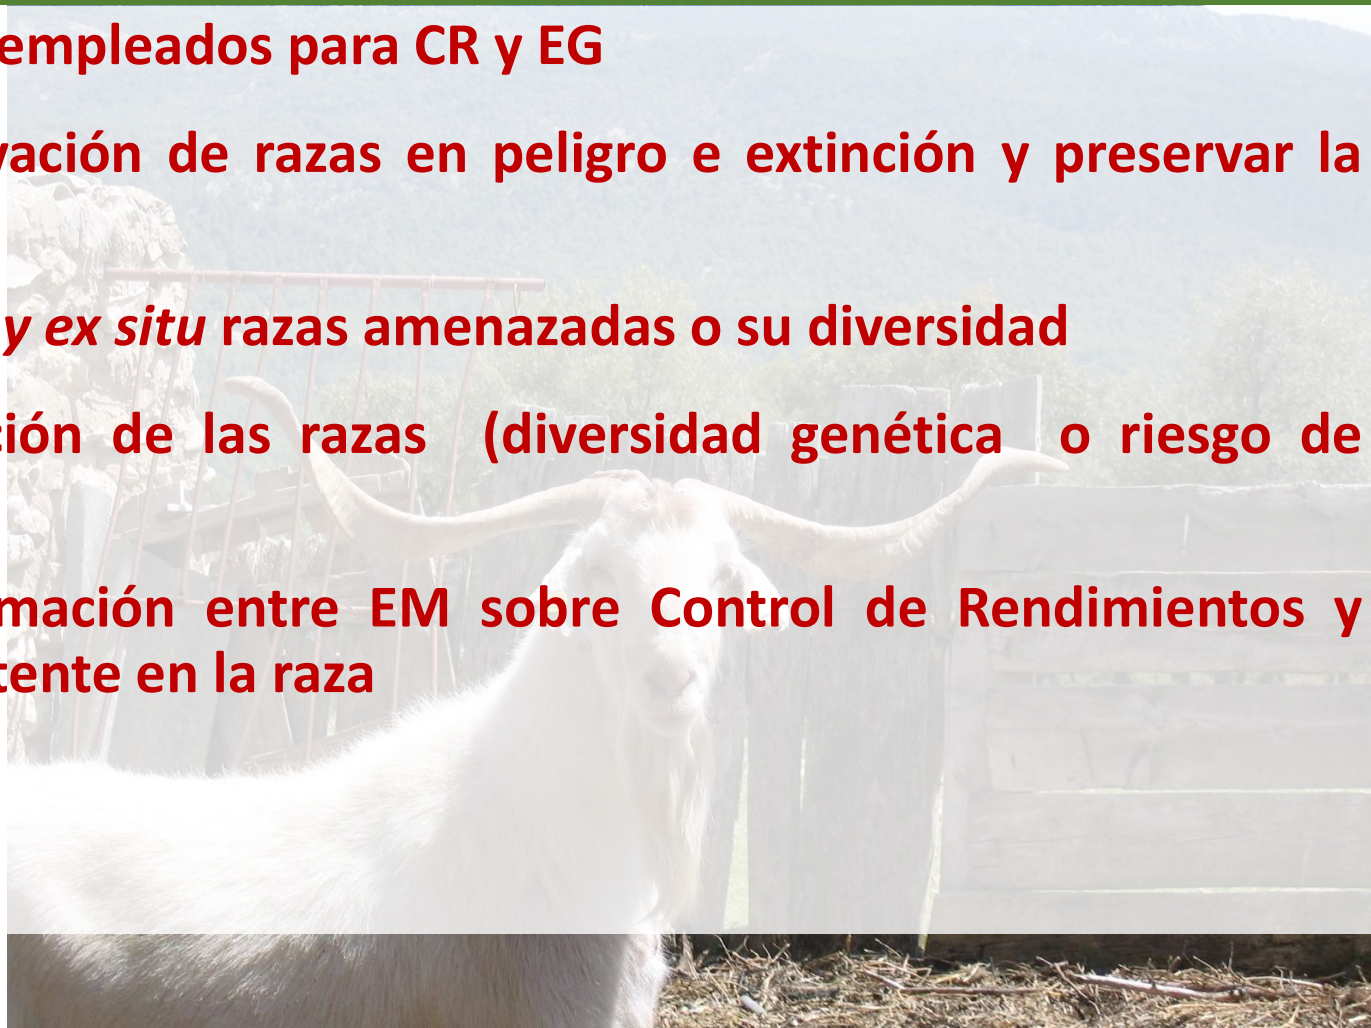 empleados para CR y EG
vación de razas en peligro e extinción y preservar la
y ex situ razas amenazadas o su diversidad
ción de las razas (diversidad genética o riesgo de
mación entre EM sobre Control de Rendimientos y
tente en la raza